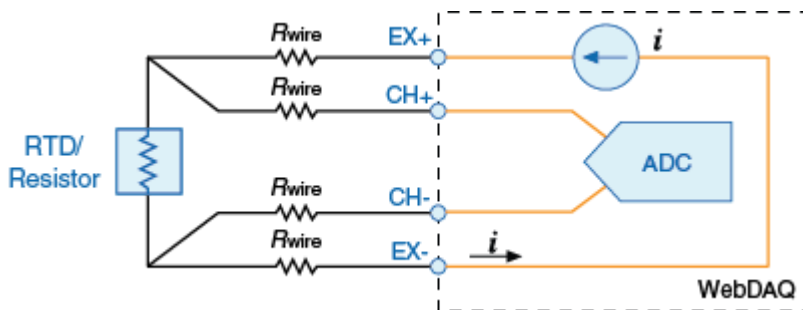 Rwire
EX+
i
Rwire
CH+
RTD/
Resistor
ADC
Rwire
CH-
Rwire
EX-
i
WebDAQ